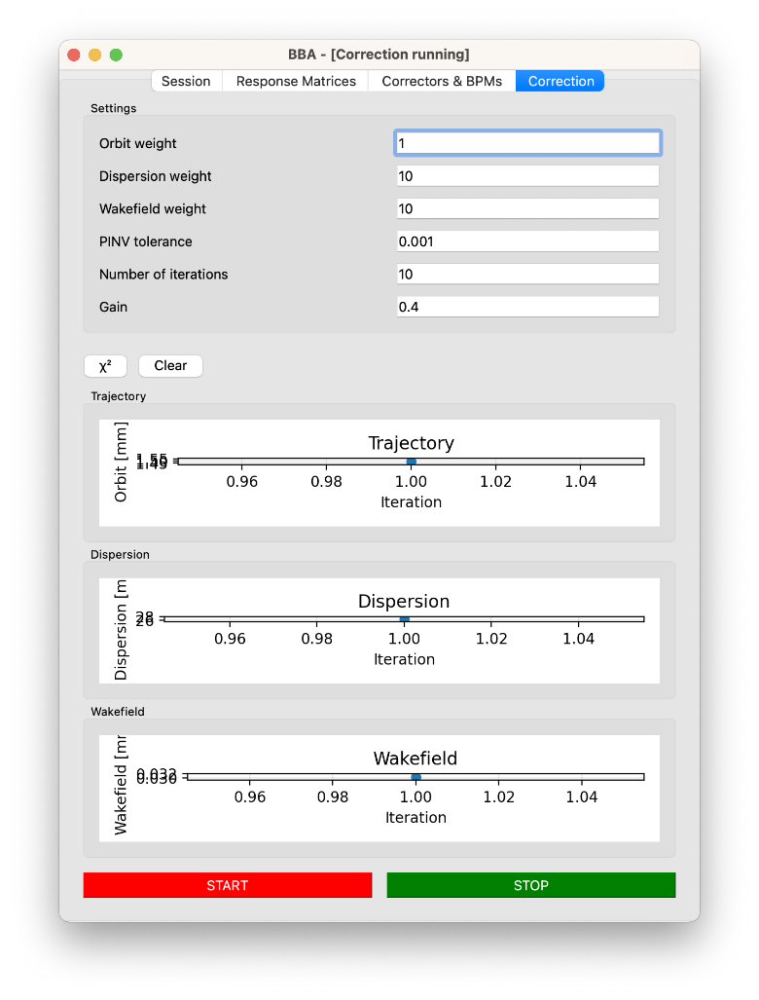 BBA - [Correction running]
Session Response Matrices Correctors & BPMs Correction
Settings
Orbit weight 1
Dispersion weight 10
Wakefield weight 10
PINV tolerance 0.001
Number of iterations 10
Gain 0.4
χ² Clear
Trajectory
Trajectory
Orbit [mm]
0.96 0.98 1.00 1.02 1.04
Iteration
Dispersion
Dispersion
Dispersion [m
28
26
0.96 0.98 1.00 1.02 1.04
Iteration
Wakefield
Wakefield
Wakefield [mm
0.032
0.030
0.96 0.98 1.00 1.02 1.04
Iteration
START STOP